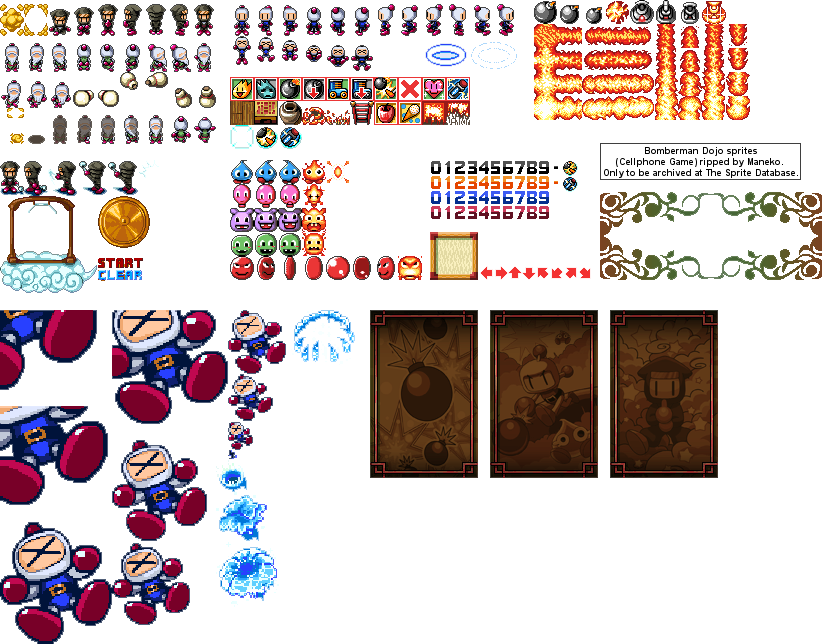 Bomberman Dojo sprites
(Cellphone Game) ripped by Maneko.
Only to be archived at The Sprite Database.
0123456789-
0123456789-
0123456789
0123456789
START
CLEAR